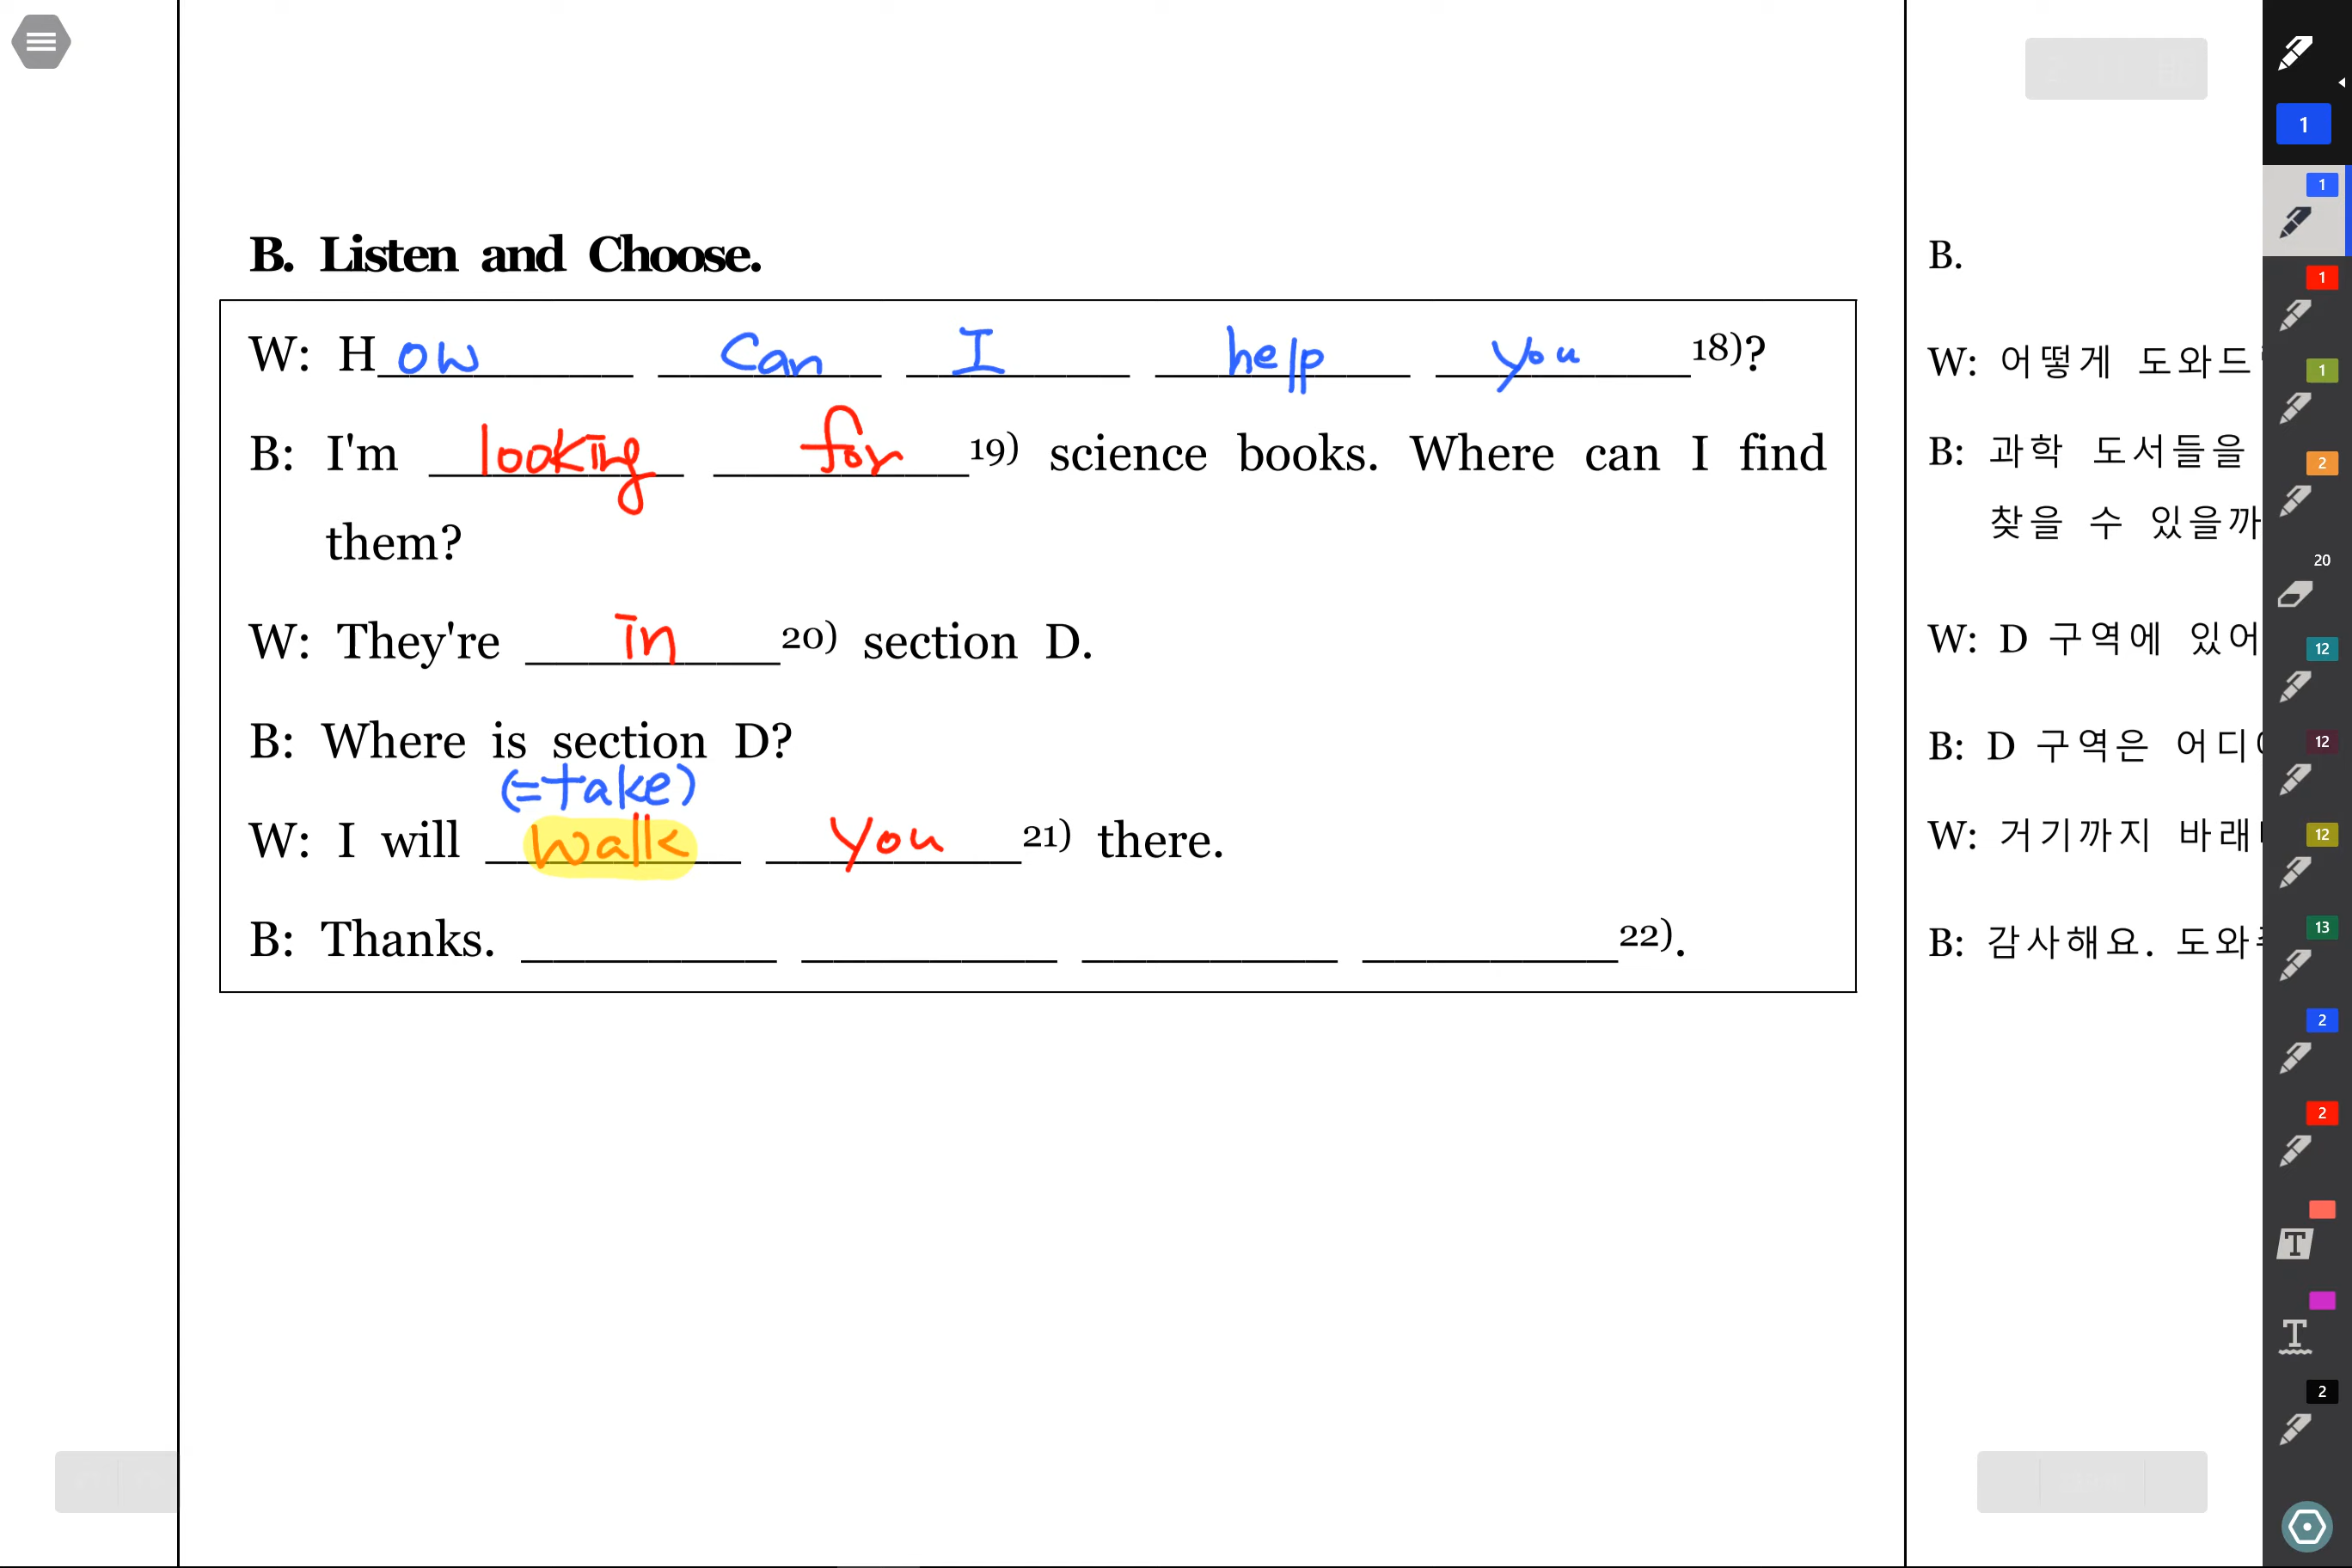 B. Listen and Choose.
W: How can I help you 18)?
B: I'm looking for 19) science books. Where can I find
them?
W: They're in 20) section D.
B: Where is section D?
(=take)
W: I will walk you 21) there.
B: Thanks. ____ ____ ____ ____ 22).
B.
W: 어떻게 도와드
B: 과학 도서들을
찾을 수 있을까
W: D 구역에 있어
B: D 구역은 어디
W: 거기까지 바래
B: 감사해요. 도와
1
1
1
1
2
20
12
12
12
13
2
2
T
T
2